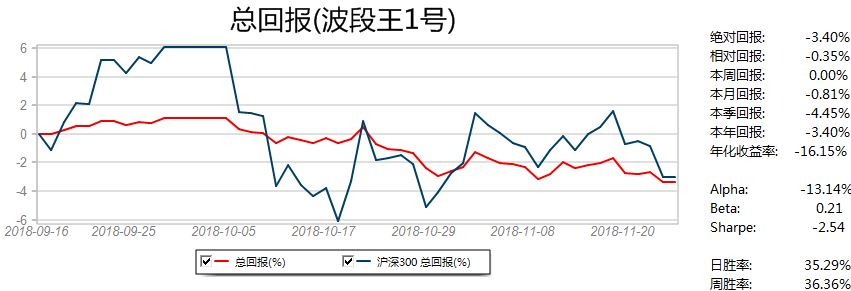 总回报(波段王1号)
6
4
2
0
-2
-4
-6
2018-09-16 2018-09-25 2018-10-05 2018-10-17 2018-10-29 2018-11-08 2018-11-20
总回报(%) 沪深300 总回报(%)
绝对回报: -3.40%
相对回报: -0.35%
本周回报: 0.00%
本月回报: -0.81%
本季回报: -4.45%
本年回报: -3.40%
年化收益率: -16.15%
Alpha: -13.14%
Beta: 0.21
Sharpe: -2.54
日胜率: 35.29%
周胜率: 36.36%